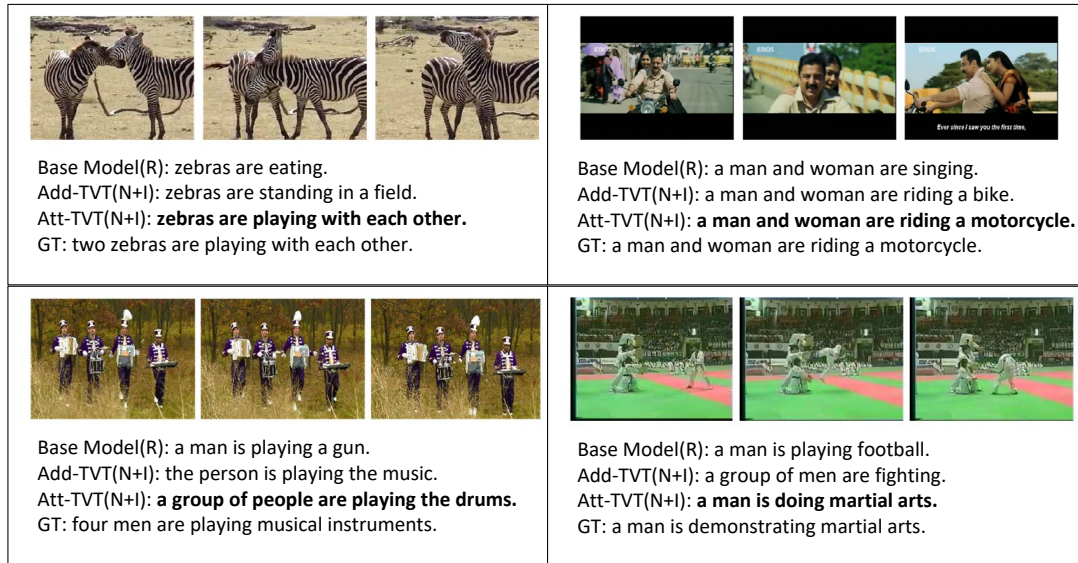 EROS
EROS
EROS
Ever since I saw you the first time,
Base Model(R): zebras are eating.
Add-TVT(N+I): zebras are standing in a field.
Att-TVT(N+I): zebras are playing with each other.
GT: two zebras are playing with each other.
Base Model(R): a man and woman are singing.
Add-TVT(N+I): a man and woman are riding a bike.
Att-TVT(N+I): a man and woman are riding a motorcycle.
GT: a man and woman are riding a motorcycle.
Base Model(R): a man is playing a gun.
Add-TVT(N+I): the person is playing the music.
Att-TVT(N+I): a group of people are playing the drums.
GT: four men are playing musical instruments.
Base Model(R): a man is playing football.
Add-TVT(N+I): a group of men are fighting.
Att-TVT(N+I): a man is doing martial arts.
GT: a man is demonstrating martial arts.